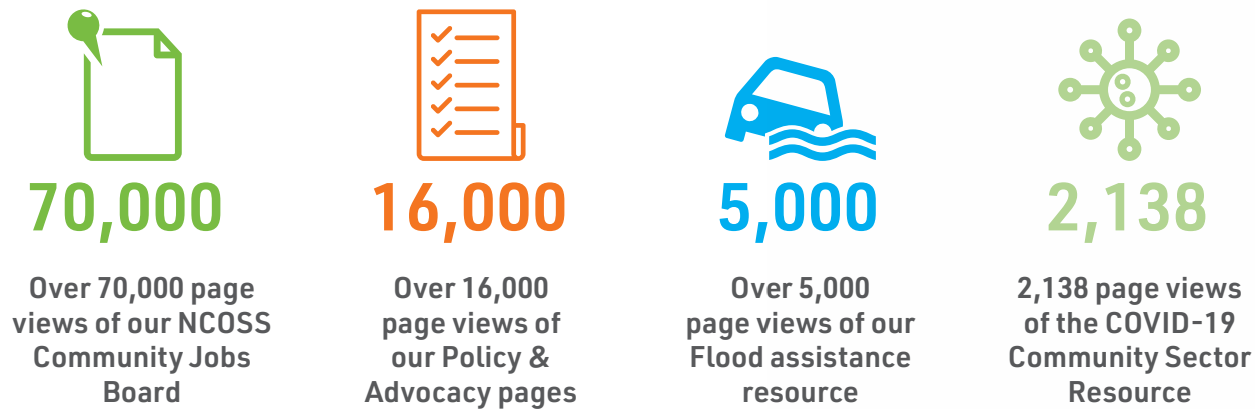 70,000
Over 70,000 page
views of our NCOSS
Community Jobs
Board
16,000
Over 16,000
page views of
our Policy &
Advocacy pages
5,000
Over 5,000
page views of our
Flood assistance
resource
2,138
2,138 page views
of the COVID-19
Community Sector
Resource